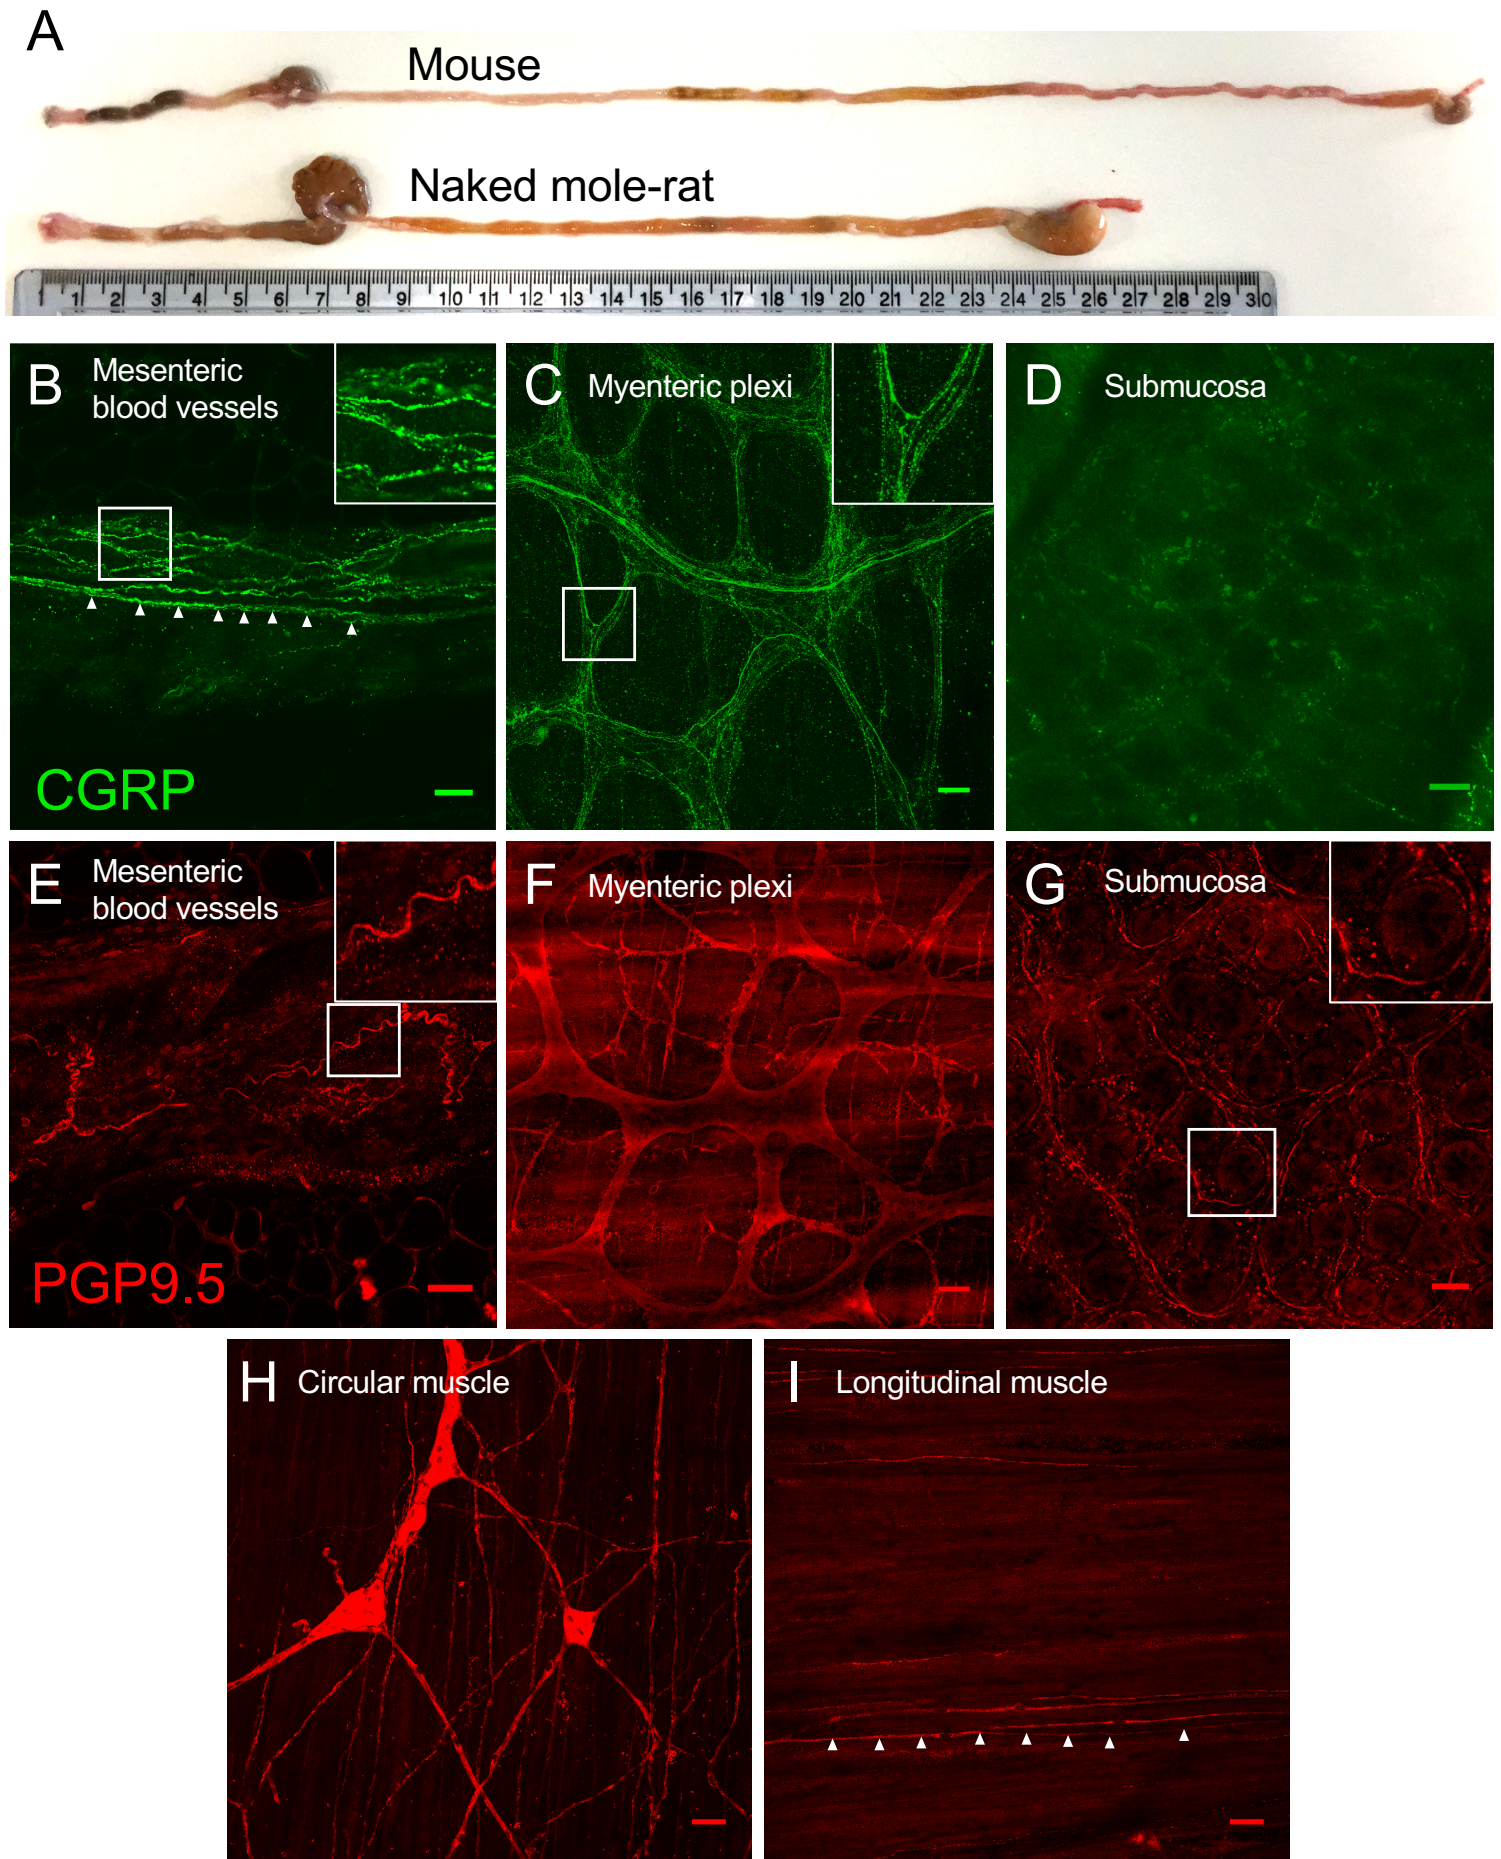 A
Mouse
Naked mole-rat
1 1 2 3 4 5 6 7 8 9 10 11 12 13 14 15 16 17 18 19 20 21 22 23 24 25 26 27 28 29 30
B Mesenteric
blood vessels
CGRP
C Myenteric plexi
D Submucosa
E Mesenteric
blood vessels
PGP9.5
F Myenteric plexi
G Submucosa
H Circular muscle
I Longitudinal muscle